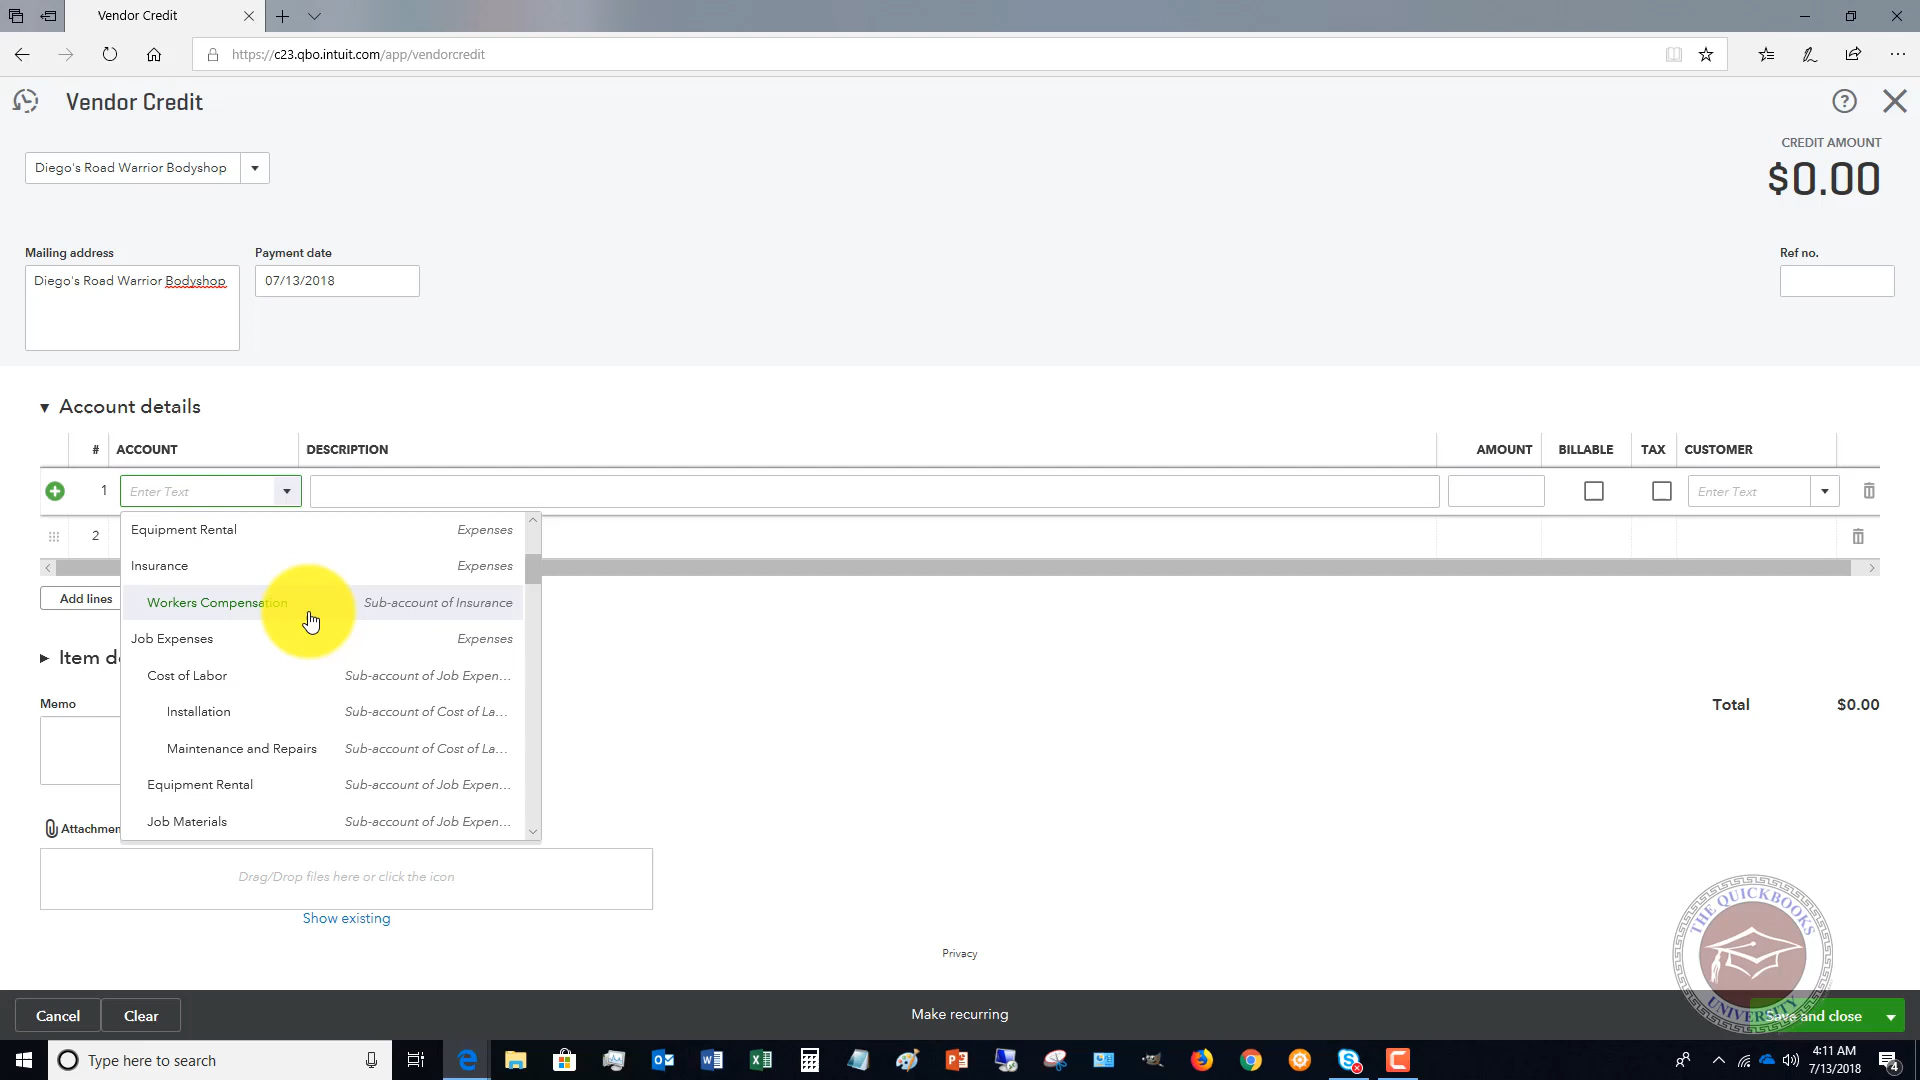 Vendor Credit
https://c23.qbo.intuit.com/app/vendorcredit
Vendor Credit
CREDIT AMOUNT
Diego's Road Warrior Bodyshop
$0.00
Mailing address
Payment date
Ref no.
Diego's Road Warrior Bodyshop
07/13/2018
Account details
# ACCOUNT DESCRIPTION AMOUNT BILLABLE TAX CUSTOMER
1 Enter Text Enter Text
2
Equipment Rental Expenses
Insurance Expenses
Workers Compensation Sub-account of Insurance
Job Expenses Expenses
Cost of Labor Sub-account of Job Expen...
Installation Sub-account of Cost of La...
Maintenance and Repairs Sub-account of Cost of La...
Equipment Rental Sub-account of Job Expen...
Job Materials Sub-account of Job Expen...
Add lines
Item d
Memo
Total $0.00
Attachmen
Drag/Drop files here or click the icon
Show existing
Privacy
THE QUICKBOOKS
UNIVERSITY
Cancel
Clear
Make recurring
Save and close
Type here to search
4:11 AM
7/13/2018
4